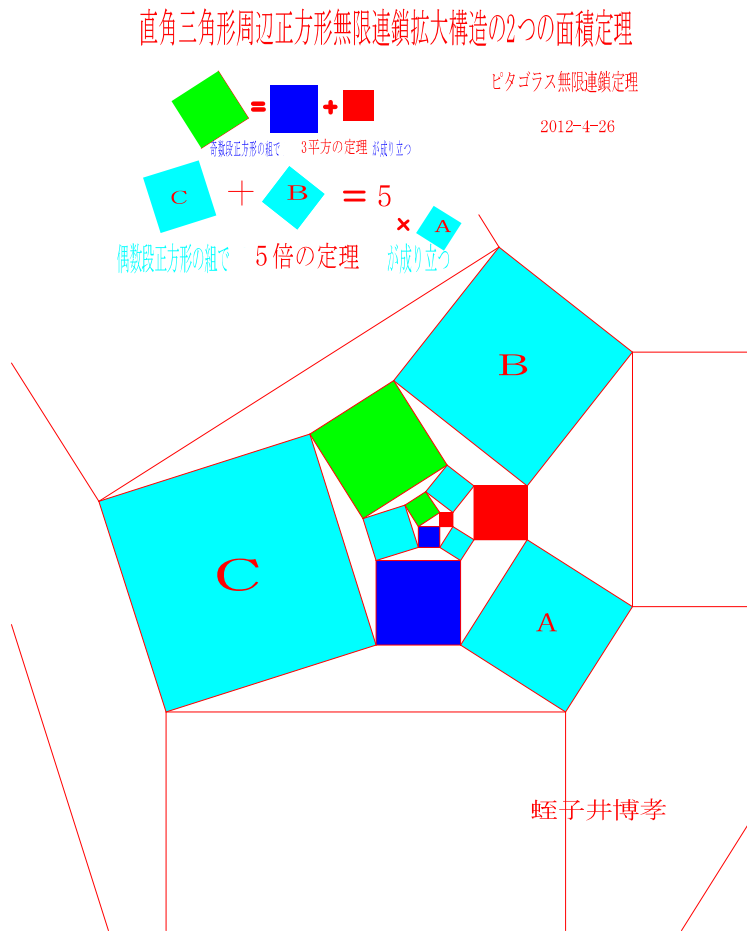 直角三角形周辺正方形無限連鎖拡大構造の2つの面積定理
ピタゴラス無限連鎖定理
2012-4-26
= +
奇数段正方形の組で 3平方の定理 が成り立つ
C + B = 5 × A
偶数段正方形の組で 5倍の定理 が成り立つ
B
C
A
蛭子井博孝